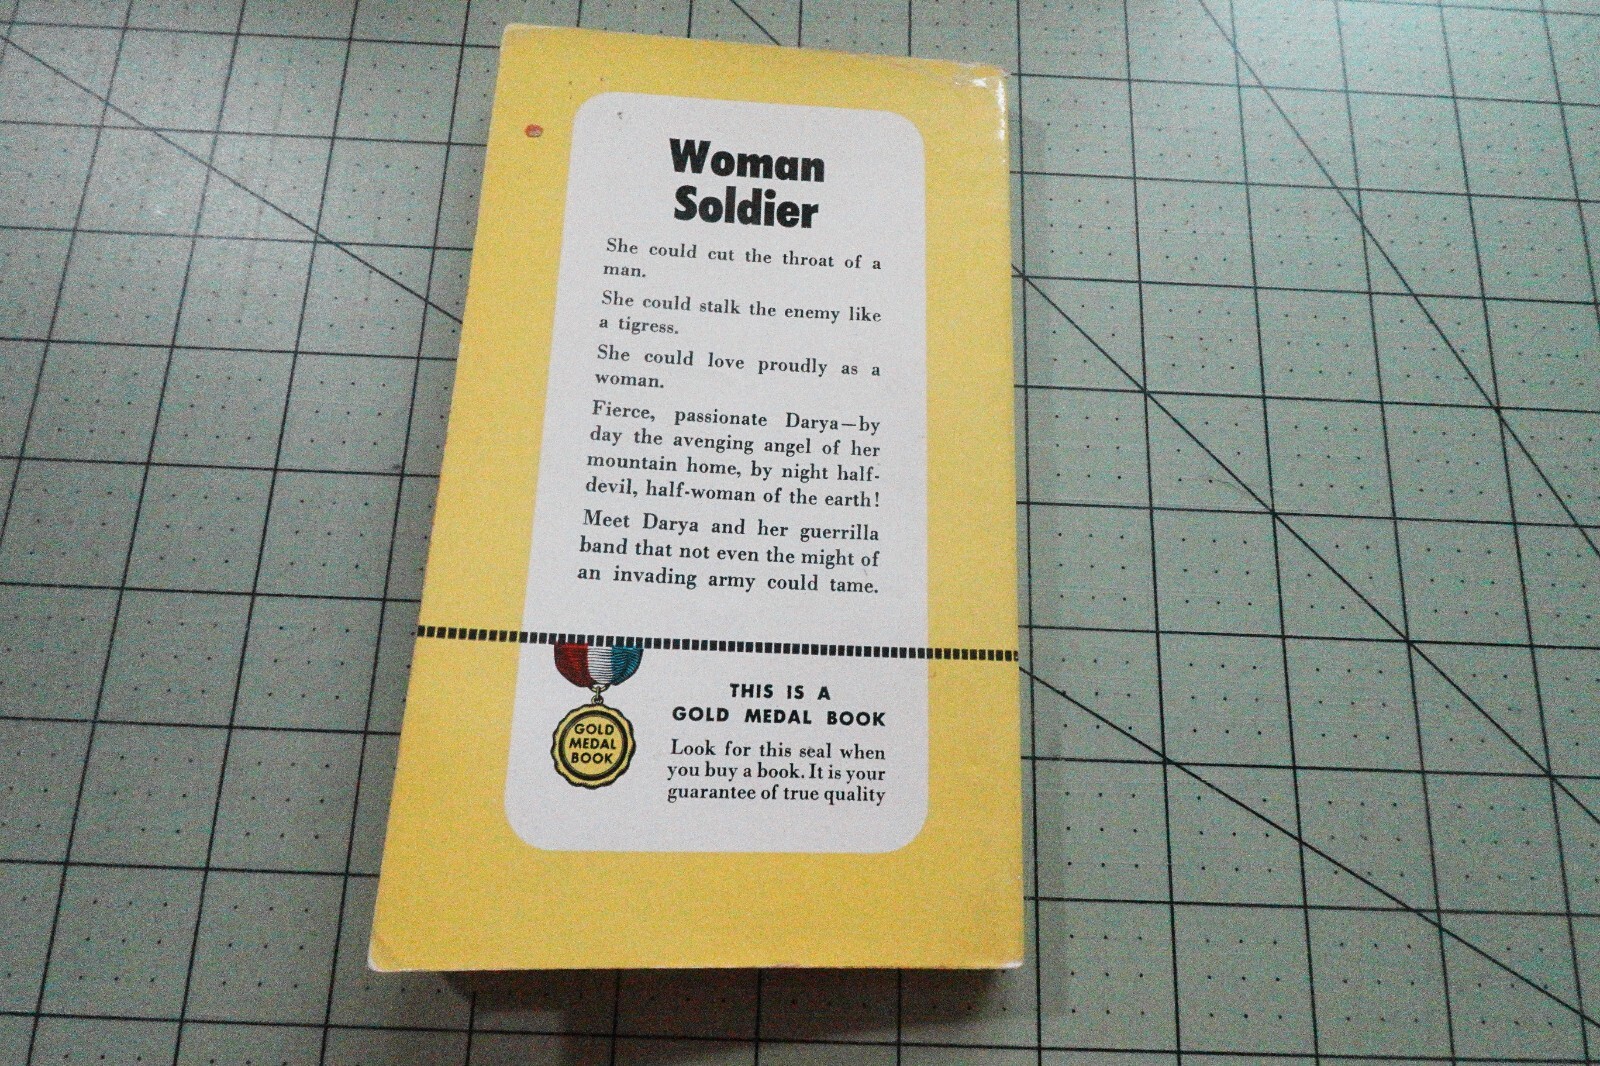 Woman
Soldier
She could cut the throat of a
man.
She could stalk the enemy like
a tigress.
She could love proudly as a
woman.
Fierce, passionate Darya—by
day the avenging angel of her
mountain home, by night half-
devil, half-woman of the earth!
Meet Darya and her guerrilla
band that not even the might of
an invading army could tame.
GOLD
MEDAL
BOOK
THIS IS A
GOLD MEDAL BOOK
Look for this seal when
you buy a book. It is your
guarantee of true quality